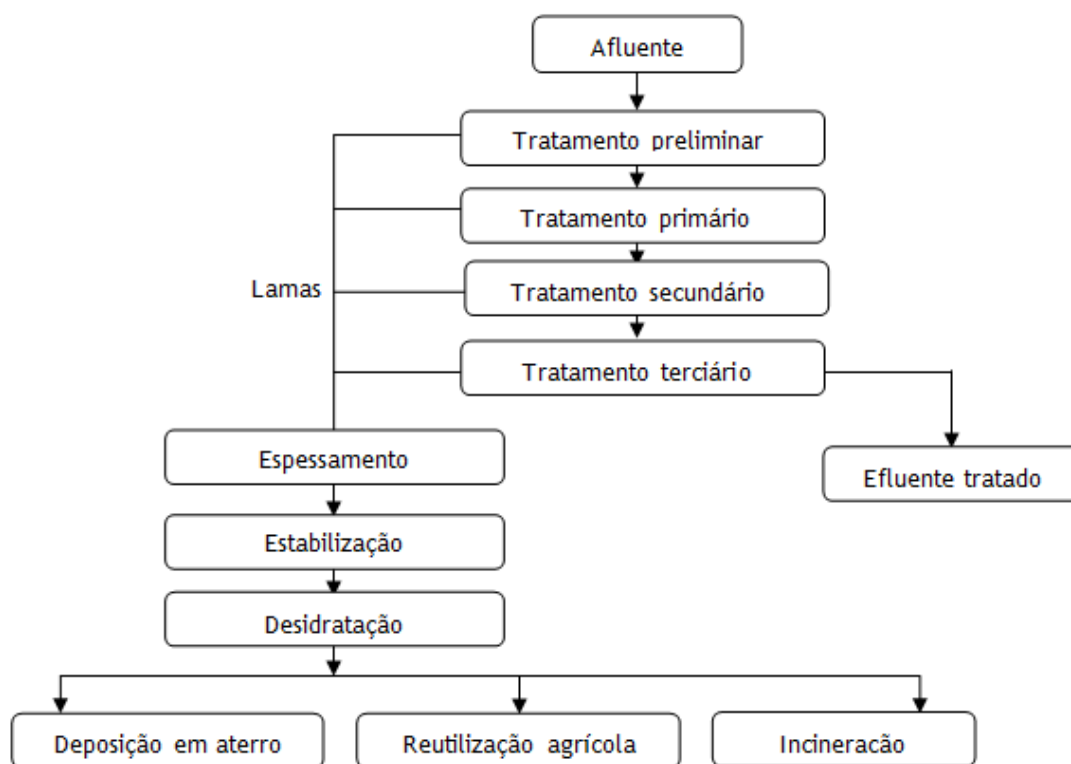 Afluente
Tratamento preliminar
Tratamento primário
Lamas
Tratamento secundário
Tratamento terciário
Espessamento
Efluente tratado
Estabilização
Desidratação
Deposição em aterro
Reutilização agrícola
Incineracão